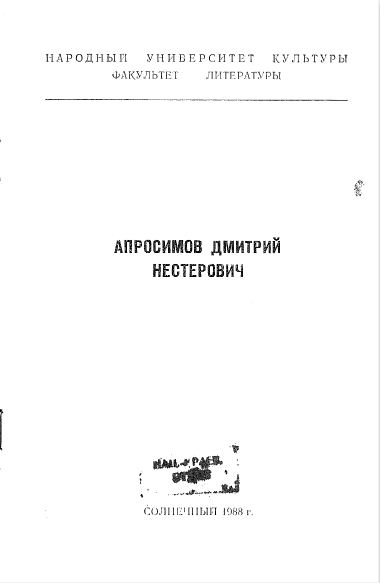 НАРОДНЫЙ УНИВЕРСИТЕТ КУЛЬТУРЫ
ФАКУЛЬТЕТ ЛИТЕРАТУРЫ
АПРОСИМОВ ДМИТРИЙ
НЕСТЕРОВИЧ
СОЛНЕЧНЫЙ 1988 г.